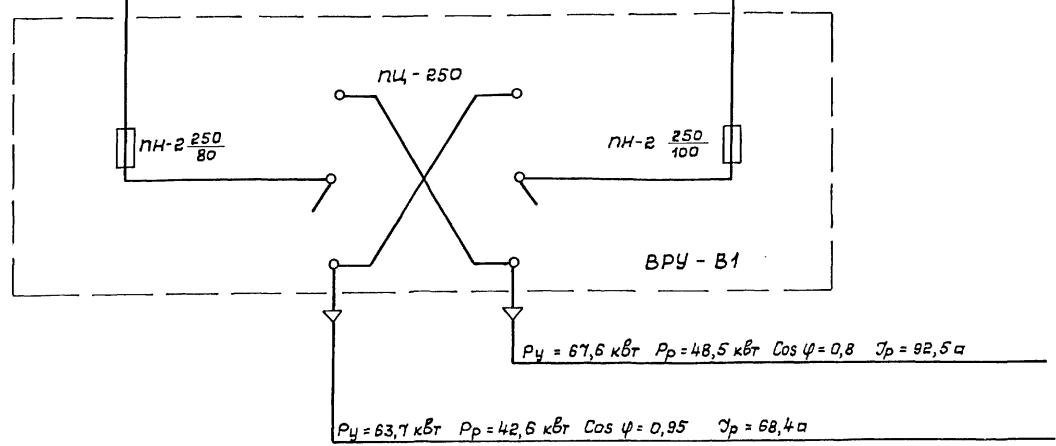 ПЦ - 250
ПН-2 250/80
ПН-2 250/100
ВРУ - В1
Ру = 67,6 квт Рр = 48,5 квт Cos φ = 0,8 Jр = 92,5 а
Ру = 63,7 квт Рр = 42,6 квт Cos φ = 0,95 Jр = 68,4 а